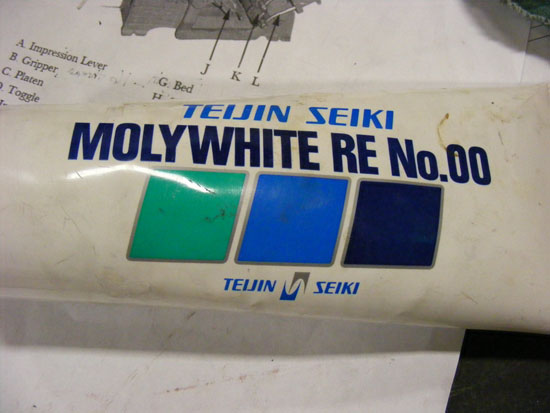 J K L
A. Impression Lever
B. Gripper
C. Platen
D. Toggle
G. Bed
TEIJIN SEIKI
MOLYWHITE RE No.00
TEIJIN SEIKI